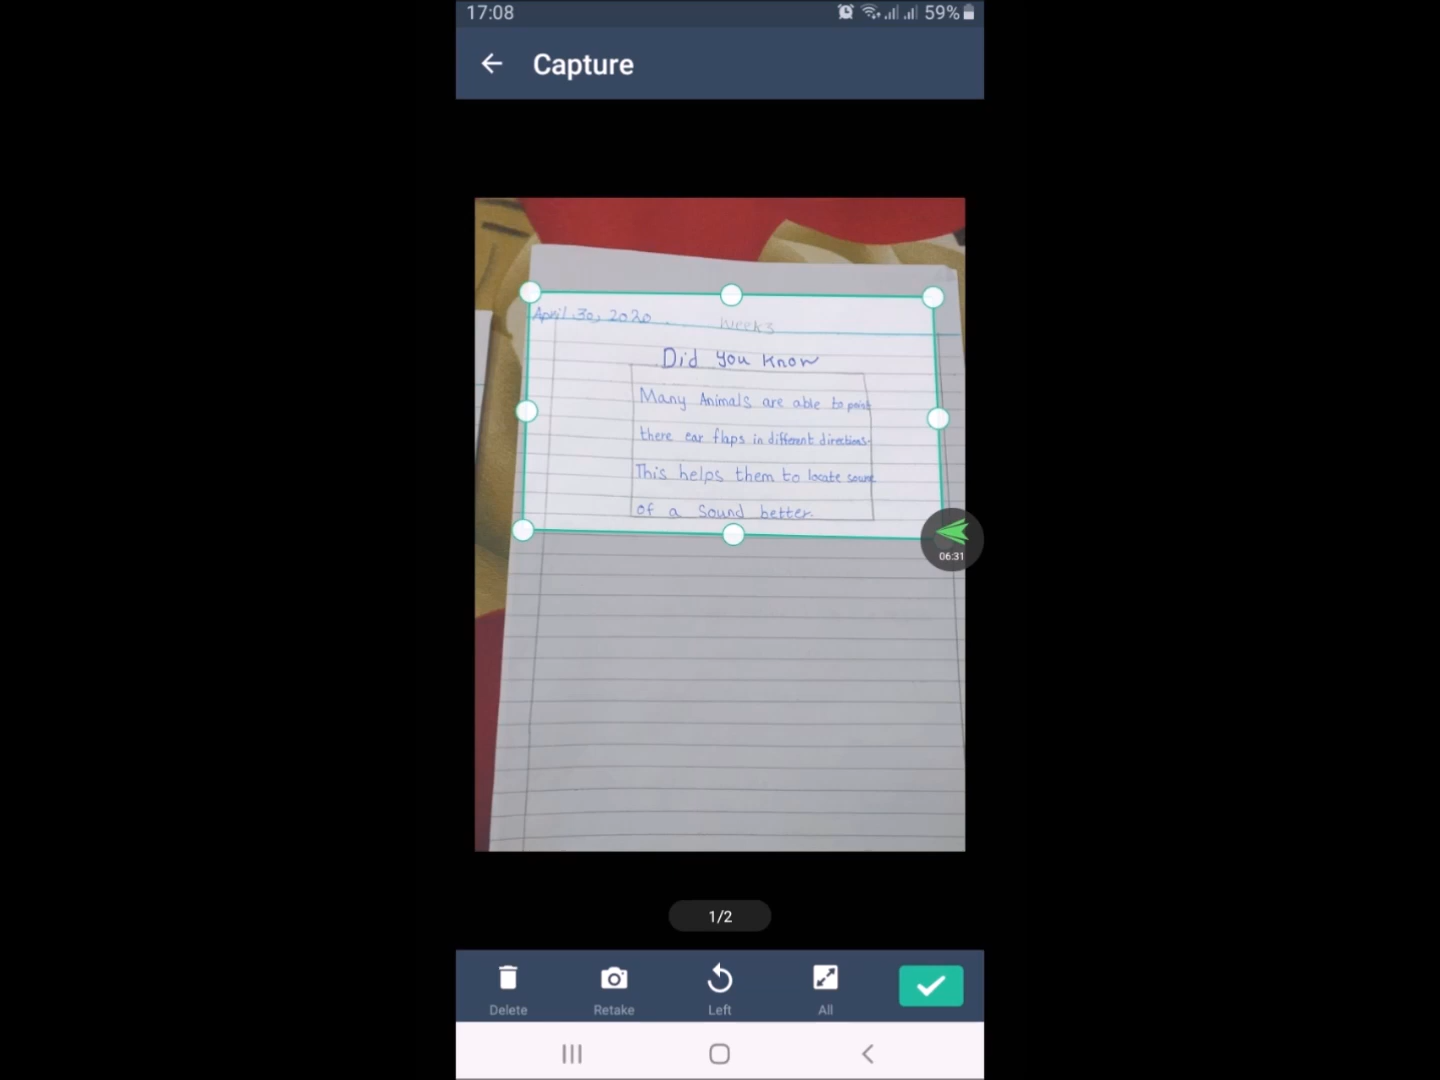 17:08 59%
Capture
April 30, 2020
Week 3
Did you know
Many Animals are able to point
there ear flaps in different directions.
This helps them to locate
of a Sound better.
06:31
1/2
Delete Retake Left All